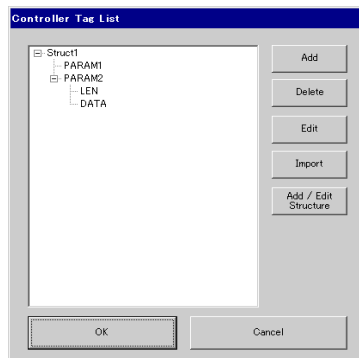 Controller Tag List
Struct1
PARAM1
PARAM2
LEN
DATA
Add
Delete
Edit
Import
Add / Edit
Structure
OK
Cancel